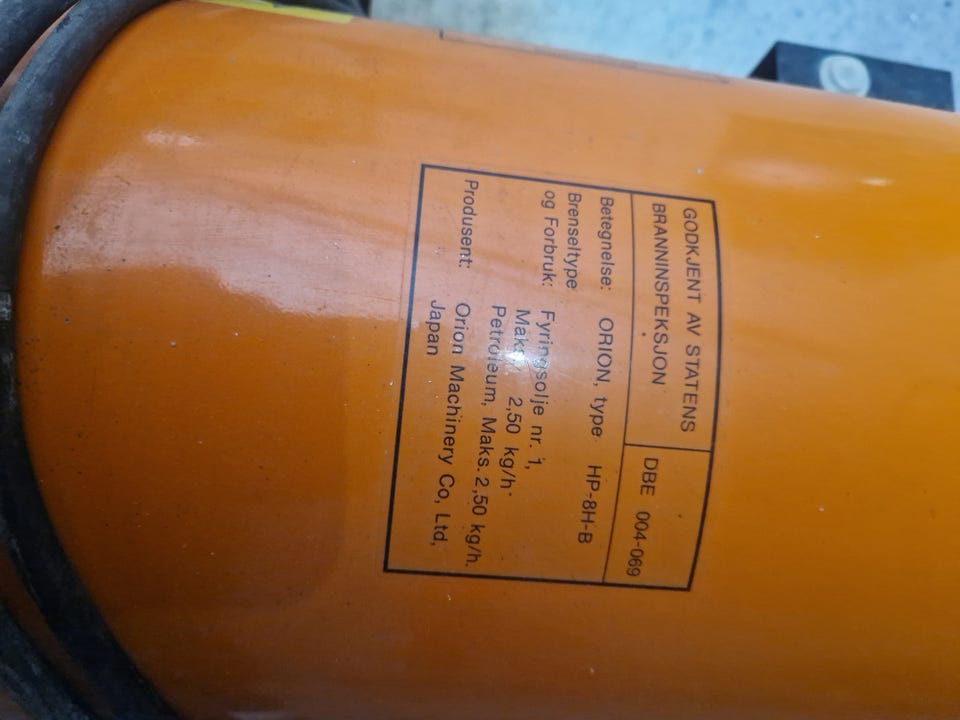 GODKJENT AV STATENS
BRANNINSPEKSJON
DBE 004-069
Betegnelse: ORION, type HP-8H-B
Brenseltype
og Forbruk: Fyringsolje nr. 1,
Maks. 2,50 kg/h
Petroleum, Maks. 2,50 kg/h.
Produsent: Orion Machinery Co, Ltd,
Japan